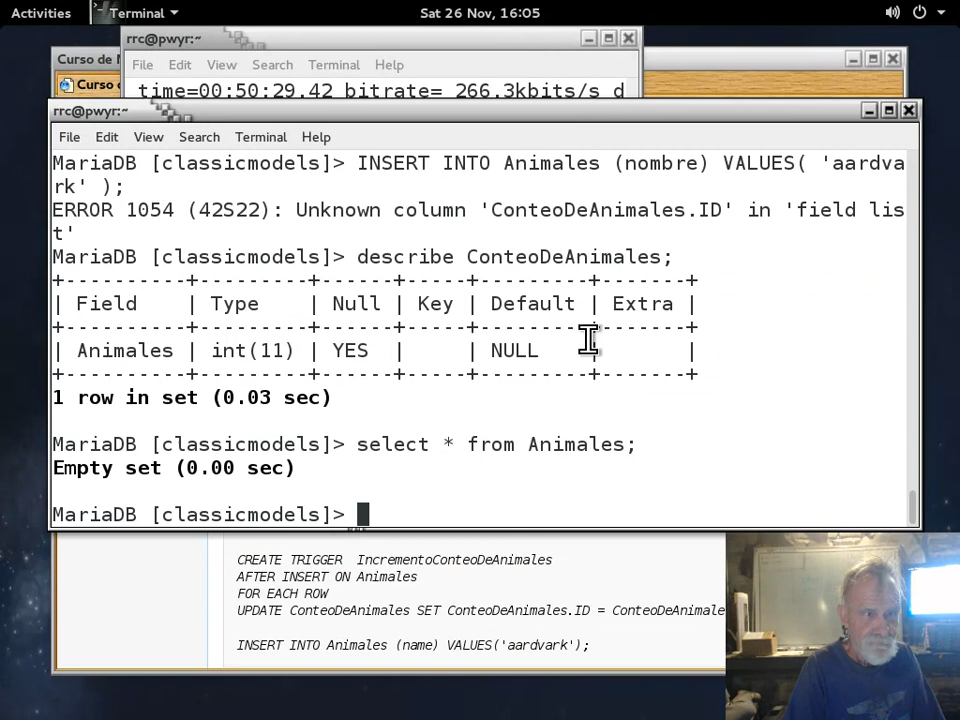 Activities
Terminal
Sat 26 Nov, 16:05
rrc@pwyr:~
File Edit View Search Terminal Help
Curso de
Curso
time=00:50:29.42 bitrate= 266.3kbits/s d
rrc@pwyr:~
File Edit View Search Terminal Help
MariaDB [classicmodels]> INSERT INTO Animales (nombre) VALUES( 'aardva
rk' );
ERROR 1054 (42S22): Unknown column 'ConteoDeAnimales.ID' in 'field lis
t'
MariaDB [classicmodels]> describe ConteoDeAnimales;
+----------+---------+------+-----+---------+-------+
| Field | Type | Null | Key | Default | Extra |
+----------+---------+------+-----+---------+-------+
| Animales | int(11) | YES | | NULL | |
+----------+---------+------+-----+---------+-------+
1 row in set (0.03 sec)
MariaDB [classicmodels]> select * from Animales;
Empty set (0.00 sec)
MariaDB [classicmodels]>
CREATE TRIGGER IncrementoConteoDeAnimales
AFTER INSERT ON Animales
FOR EACH ROW
UPDATE ConteoDeAnimales SET ConteoDeAnimales.ID = ConteoDeAnimale
INSERT INTO Animales (name) VALUES('aardvark');